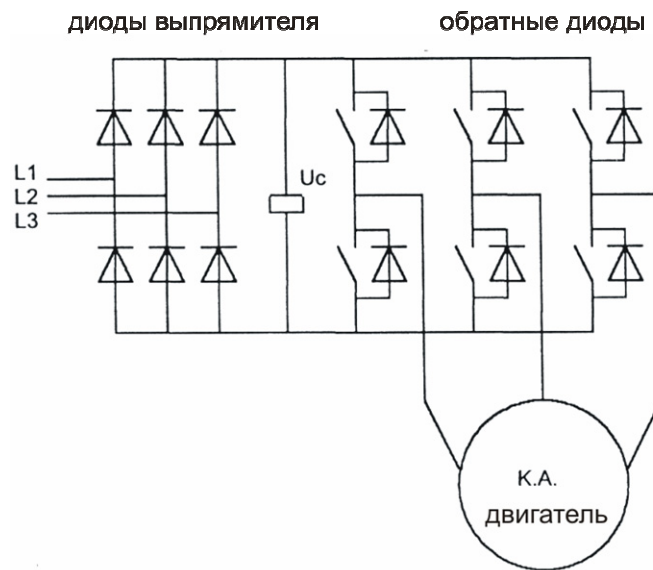 диоды выпрямителя
обратные диоды
L1
L2
L3
Uc
К.А.
двигатель